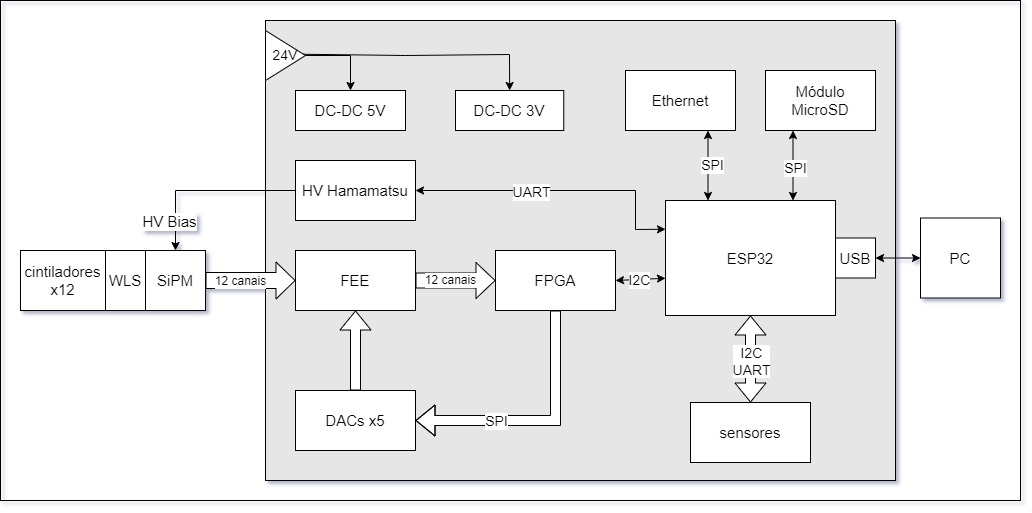 24V
DC-DC 5V
DC-DC 3V
Ethernet
Módulo
MicroSD
SPI
SPI
HV Hamamatsu
UART
HV Bias
cintiladores
x12
WLS
SiPM
12 canais
FEE
12 canais
FPGA
I2C
ESP32
USB
PC
I2C
UART
DACs x5
SPI
sensores